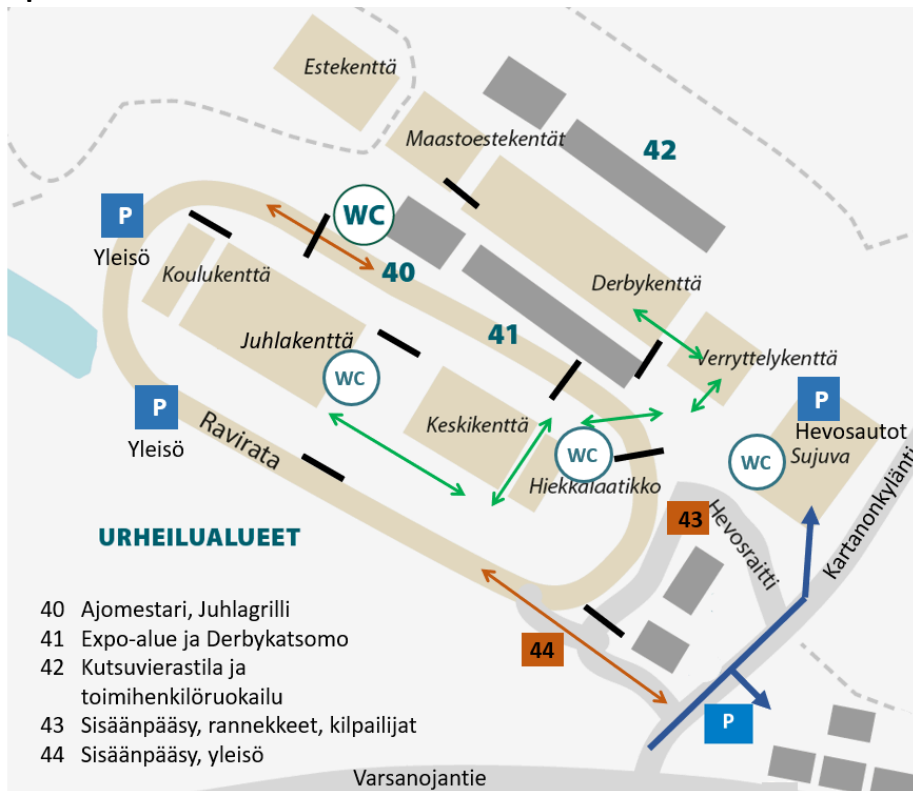 Estekenttä
Maastoestekentät
42
P
Yleisö
WC
Koulukenttä
40
Derbykenttä
Juhlakenttä
41
Verryttelykenttä
WC
P
Hevosautot
Sujuva
P
Yleisö
Keskikenttä
WC
WC
Ravirata
Hiekkalaatikko
43
Hevosraitti
Kartanonkylänti
URHEILUALUEET
40 Ajomestari, Juhlagrilli
41 Expo-alue ja Derbykatsomo
42 Kutsuvierastila ja
toimihenkilöruokailu
43 Sisäänpääsy, rannekkeet, kilpailijat
44 Sisäänpääsy, yleisö
44
P
Varsanojantie